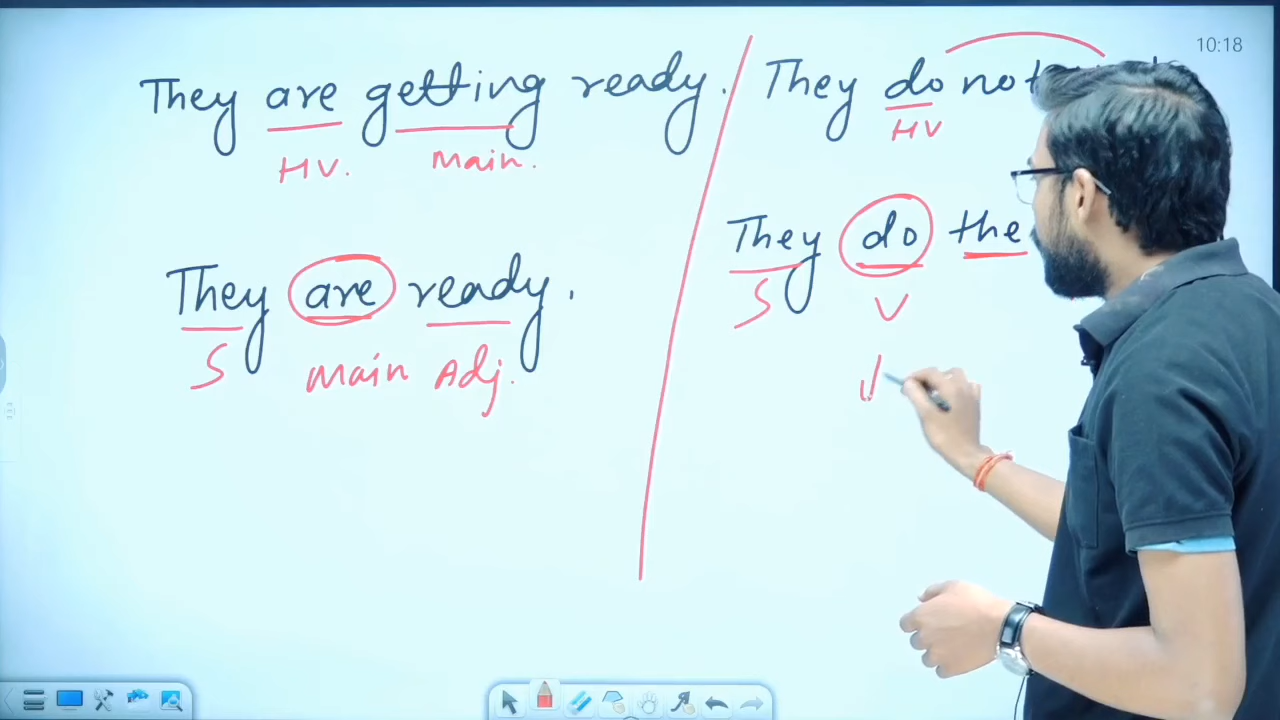 They are getting ready.
HV. Main.
They are ready.
S Main Adj.
10:18
They do not
HV
They do the
S V